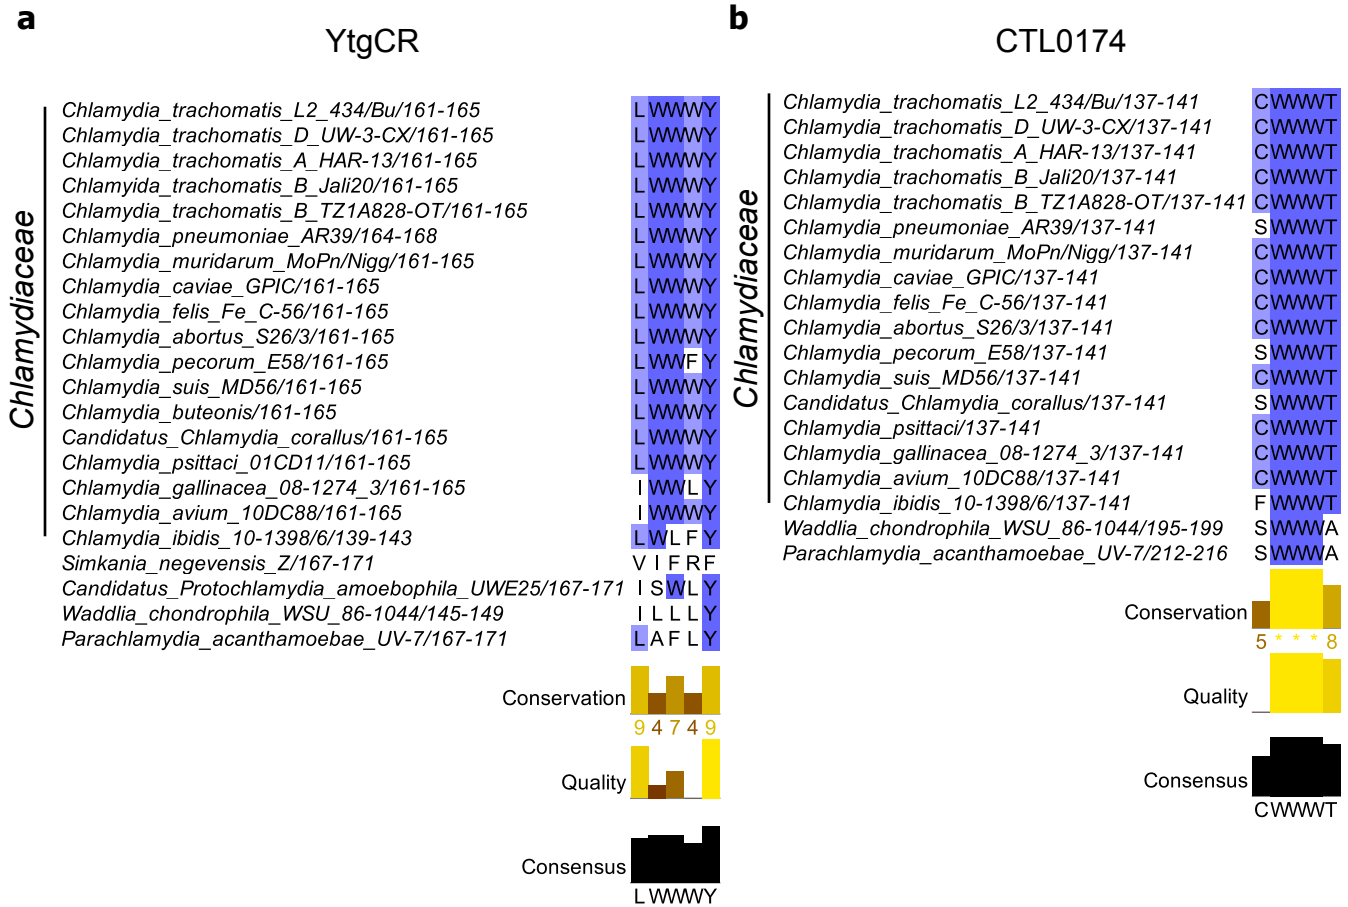 a
YtgCR
Chlamydiaceae
Chlamydia_trachomatis_L2_434/Bu/161-165 LWWWY
Chlamydia_trachomatis_D_UW-3-CX/161-165 LWWWY
Chlamydia_trachomatis_A_HAR-13/161-165 LWWWY
Chlamyida_trachomatis_B_Jali20/161-165 LWWWY
Chlamydia_trachomatis_B_TZ1A828-OT/161-165 LWWWY
Chlamydia_pneumoniae_AR39/164-168 LWWWY
Chlamydia_muridarum_MoPn/Nigg/161-165 LWWWY
Chlamydia_caviae_GPIC/161-165 LWWWY
Chlamydia_felis_Fe_C-56/161-165 LWWWY
Chlamydia_abortus_S26/3/161-165 LWWWY
Chlamydia_pecorum_E58/161-165 LWWFY
Chlamydia_suis_MD56/161-165 LWWWY
Chlamydia_buteonis/161-165 LWWWY
Candidatus_Chlamydia_corallus/161-165 LWWWY
Chlamydia_psittaci_01CD11/161-165 LWWWY
Chlamydia_gallinacea_08-1274_3/161-165 IWWLY
Chlamydia_avium_10DC88/161-165 IWWWY
Chlamydia_ibidis_10-1398/6/139-143 LWLFY
Simkania_negevensis_Z/167-171 VIFRF
Candidatus_Protochlamydia_amoebophila_UWE25/167-171 ISWLY
Waddlia_chondrophila_WSU_86-1044/145-149 ILLLY
Parachlamydia_acanthamoebae_UV-7/167-171 LAFLY
Conservation
9 4 7 4 9
Quality
Consensus
LWWWY
b
CTL0174
Chlamydiaceae
Chlamydia_trachomatis_L2_434/Bu/137-141 CWWWT
Chlamydia_trachomatis_D_UW-3-CX/137-141 CWWWT
Chlamydia_trachomatis_A_HAR-13/137-141 CWWWT
Chlamydia_trachomatis_B_Jali20/137-141 CWWWT
Chlamydia_trachomatis_B_TZ1A828-OT/137-141 CWWWT
Chlamydia_pneumoniae_AR39/137-141 SWWWT
Chlamydia_muridarum_MoPn/Nigg/137-141 CWWWT
Chlamydia_caviae_GPIC/137-141 CWWWT
Chlamydia_felis_Fe_C-56/137-141 CWWWT
Chlamydia_abortus_S26/3/137-141 CWWWT
Chlamydia_pecorum_E58/137-141 SWWWT
Chlamydia_suis_MD56/137-141 CWWWT
Candidatus_Chlamydia_corallus/137-141 SWWWT
Chlamydia_psittaci/137-141 CWWWT
Chlamydia_gallinacea_08-1274_3/137-141 CWWWT
Chlamydia_avium_10DC88/137-141 CWWWT
Chlamydia_ibidis_10-1398/6/137-141 FWWWT
Waddlia_chondrophila_WSU_86-1044/195-199 SWWWA
Parachlamydia_acanthamoebae_UV-7/212-216 SWWWA
Conservation
5 * * * 8
Quality
Consensus
CWWWT